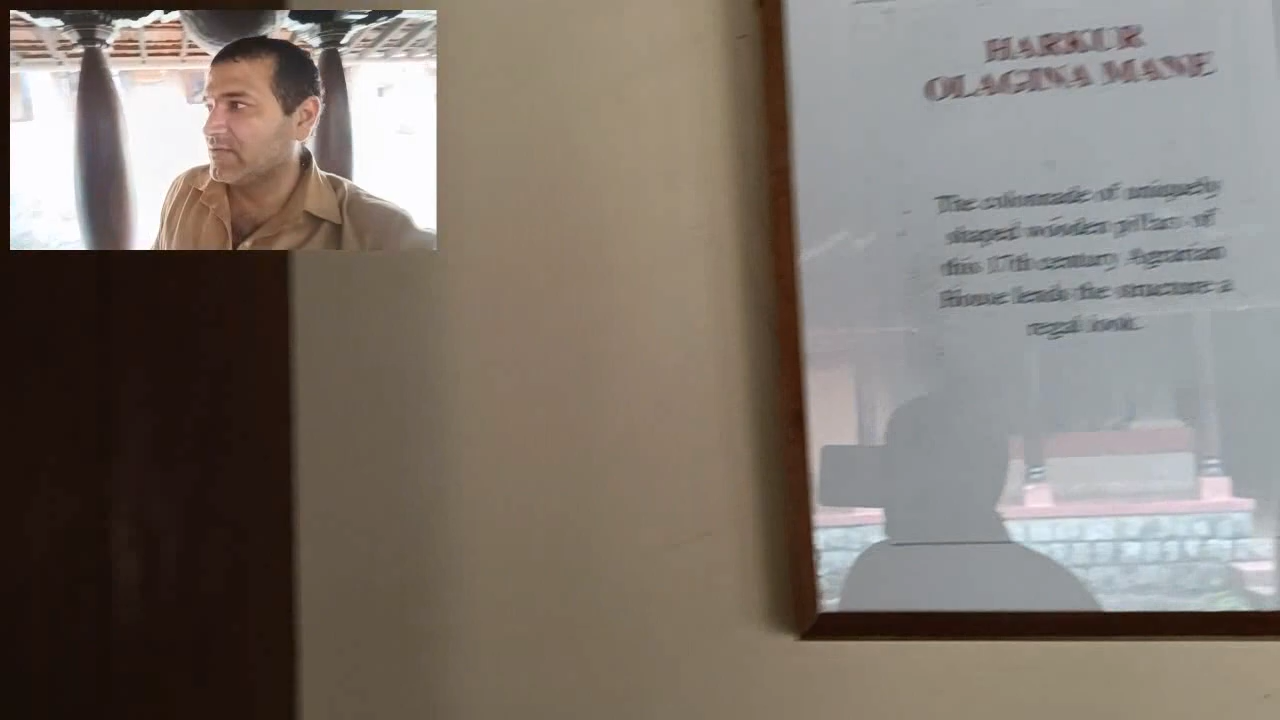 HARKUR
OLAGINA MANE
The colonnade of uniquely
shaped wooden pillars of
this 17th century Agrarian
House lends the structure a
regal look.